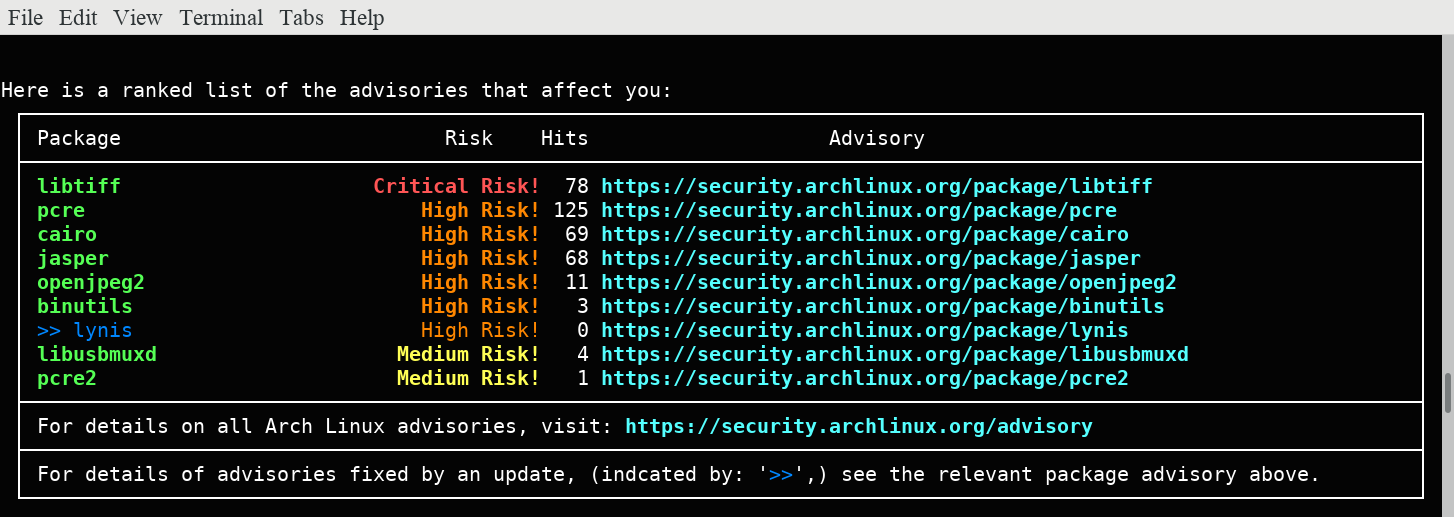 File Edit View Terminal Tabs Help
Here is a ranked list of the advisories that affect you:
Package Risk Hits Advisory
libtiff Critical Risk! 78 https://security.archlinux.org/package/libtiff
pcre High Risk! 125 https://security.archlinux.org/package/pcre
cairo High Risk! 69 https://security.archlinux.org/package/cairo
jasper High Risk! 68 https://security.archlinux.org/package/jasper
openjpeg2 High Risk! 11 https://security.archlinux.org/package/openjpeg2
binutils High Risk! 3 https://security.archlinux.org/package/binutils
>> lynis High Risk! 0 https://security.archlinux.org/package/lynis
libusbmuxd Medium Risk! 4 https://security.archlinux.org/package/libusbmuxd
pcre2 Medium Risk! 1 https://security.archlinux.org/package/pcre2
For details on all Arch Linux advisories, visit: https://security.archlinux.org/advisory
For details of advisories fixed by an update, (indcated by: '>>',) see the relevant package advisory above.